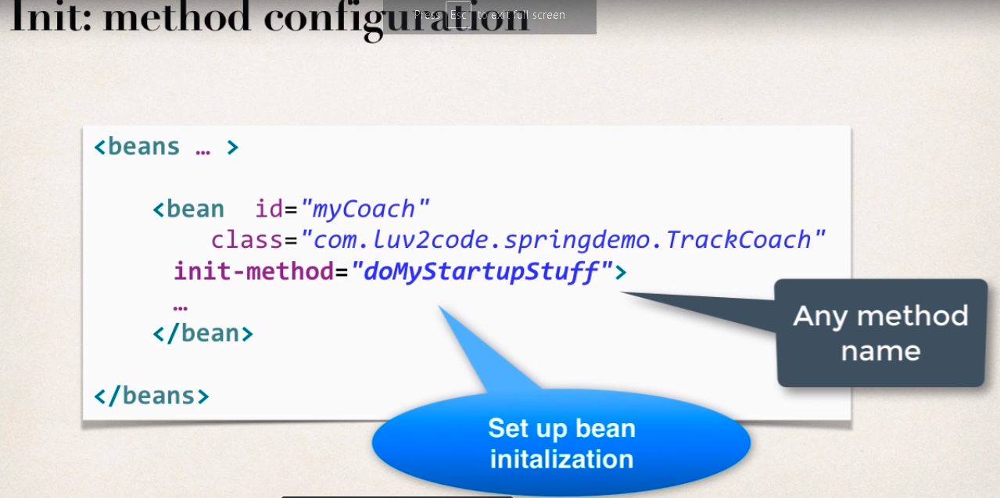 Init: method configuration
Press Esc to exit full screen
<beans … >
<bean id="myCoach"
class="com.luv2code.springdemo.TrackCoach"
init-method="doMyStartupStuff">
…
</bean>
</beans>
Any method
name
Set up bean
initalization